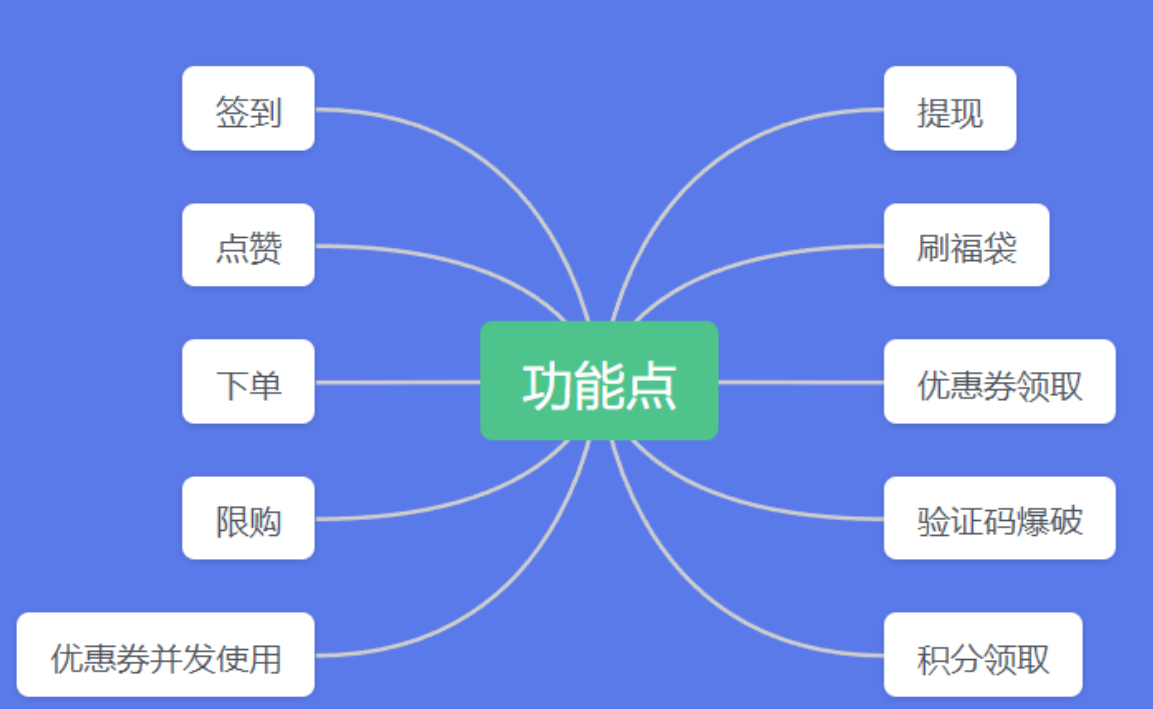 签到
点赞
下单
限购
优惠券并发使用
功能点
提现
刷福袋
优惠券领取
验证码爆破
积分领取